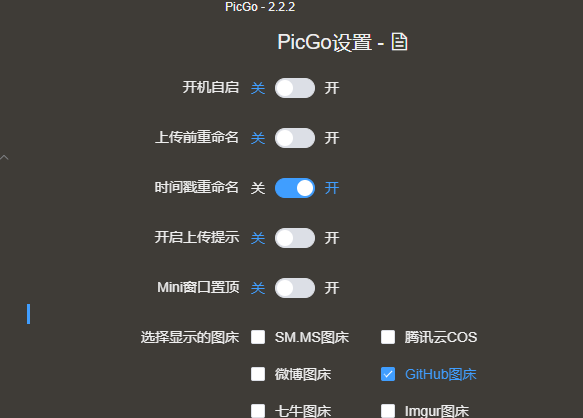 PicGo - 2.2.2
PicGo设置 -
开机自启 关 开
上传前重命名 关 开
时间戳重命名 关 开
开启上传提示 关 开
Mini窗口置顶 关 开
选择显示的图床 SM.MS图床 腾讯云COS
微博图床 GitHub图床
七牛图床 Imgur图床